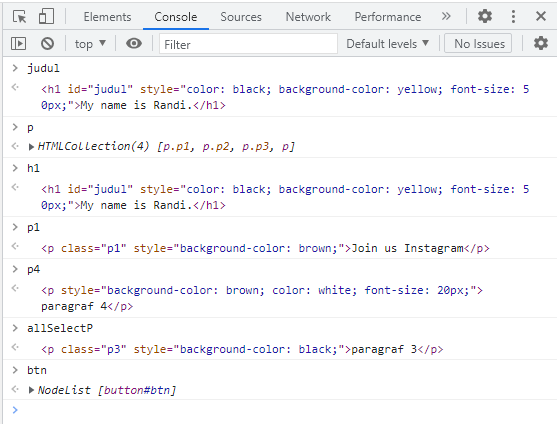 Elements Console Sources Network Performance »
top ▼ Filter Default levels ▼ No Issues
> judul
<h1 id="judul" style="color: black; background-color: yellow; font-size: 5
0px;">My name is Randi.</h1>
> p
▶ HTMLCollection(4) [p.p1, p.p2, p.p3, p]
> h1
<h1 id="judul" style="color: black; background-color: yellow; font-size: 5
0px;">My name is Randi.</h1>
> p1
<p class="p1" style="background-color: brown;">Join us Instagram</p>
> p4
<p style="background-color: brown; color: white; font-size: 20px;">
paragraf 4</p>
> allSelectP
<p class="p3" style="background-color: black;">paragraf 3</p>
> btn
▶ NodeList [button#btn]
>